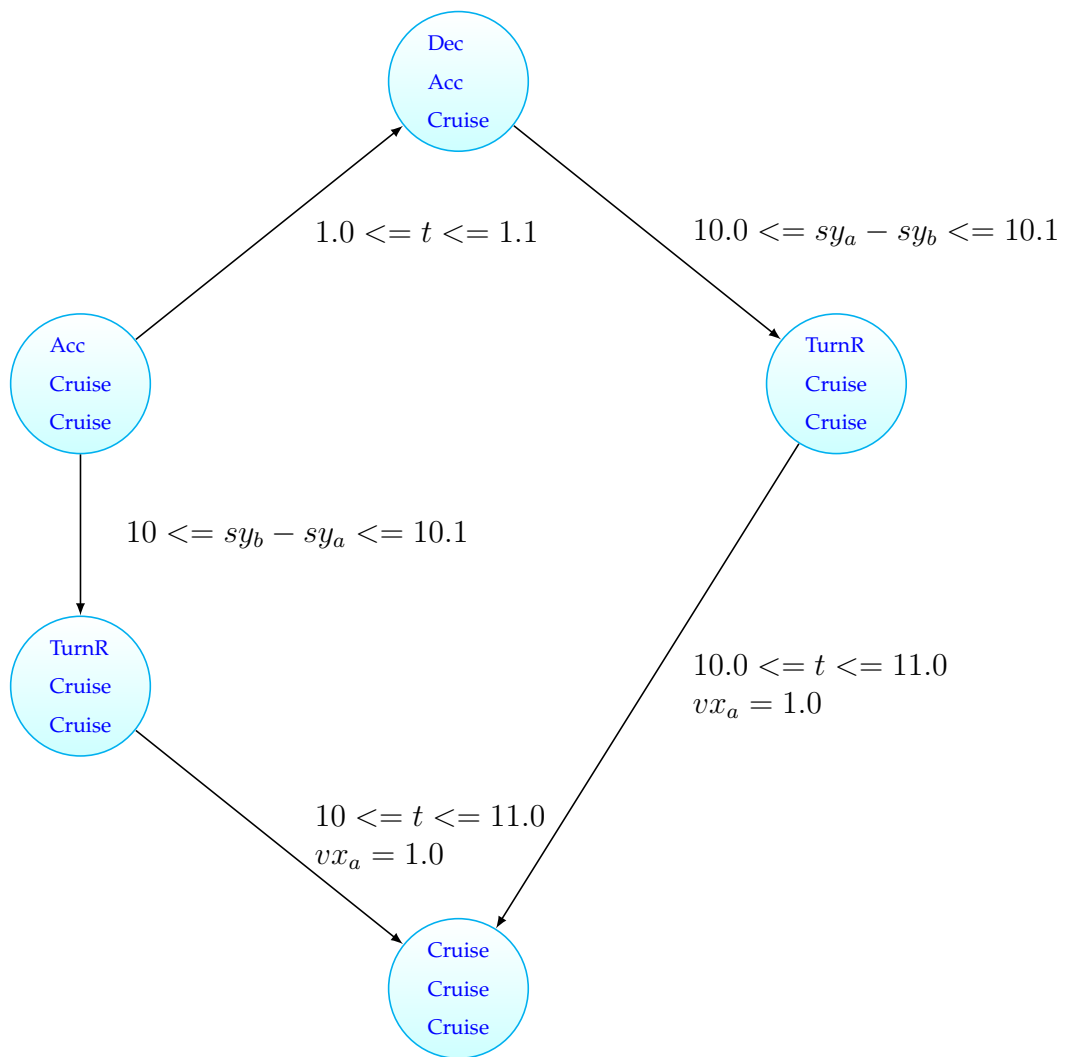 Dec
Acc
Cruise
1.0 <= t <= 1.1
10.0 <= sy_a − sy_b <= 10.1
Acc
Cruise
Cruise
TurnR
Cruise
Cruise
10 <= sy_b − sy_a <= 10.1
TurnR
Cruise
Cruise
10.0 <= t <= 11.0
vx_a = 1.0
10 <= t <= 11.0
vx_a = 1.0
Cruise
Cruise
Cruise